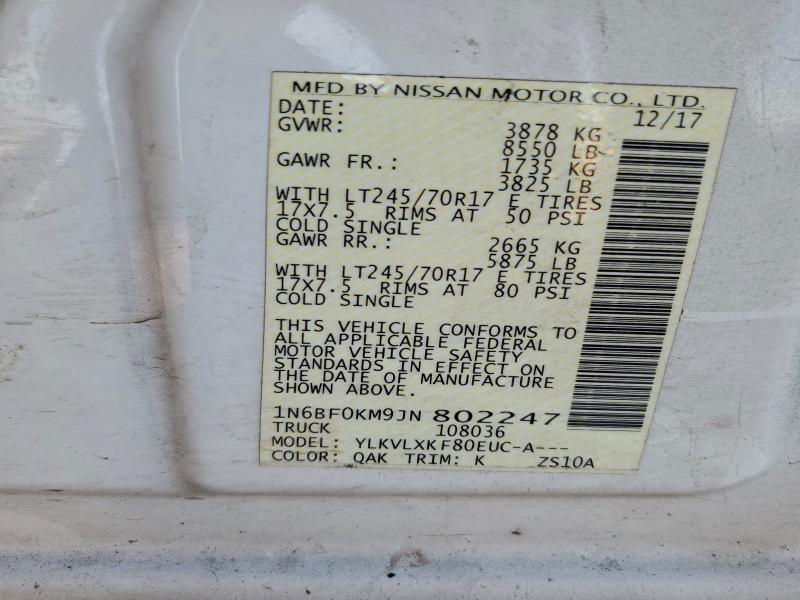 MFD BY NISSAN MOTOR CO., LTD.
DATE: 12/17
GVWR: 3878 KG
8550 LB
GAWR FR.: 1735 KG
3825 LB
WITH LT245/70R17 E TIRES
17X7.5 RIMS AT 50 PSI
COLD SINGLE
GAWR RR.: 2665 KG
5875 LB
WITH LT245/70R17 E TIRES
17X7.5 RIMS AT 80 PSI
COLD SINGLE
THIS VEHICLE CONFORMS TO
ALL APPLICABLE FEDERAL
MOTOR VEHICLE SAFETY
STANDARDS IN EFFECT ON
THE DATE OF MANUFACTURE
SHOWN ABOVE.
1N6BF0KM9JN 802247
TRUCK 108036
MODEL: YLKVLXKF80EUC-A---
COLOR: QAK TRIM: K ZS10A